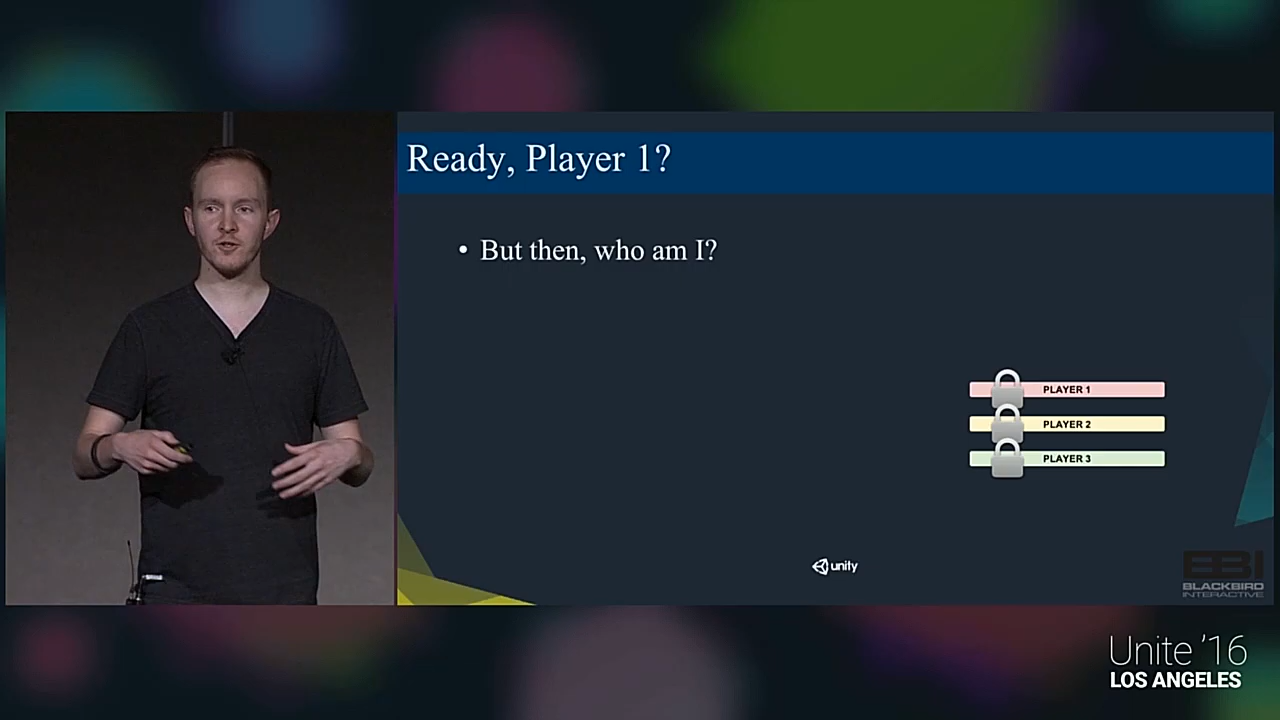 Ready, Player 1?
• But then, who am I?
PLAYER 1
PLAYER 2
PLAYER 3
unity
BBI
BLACKBIRD
INTERACTIVE
Unite '16
LOS ANGELES